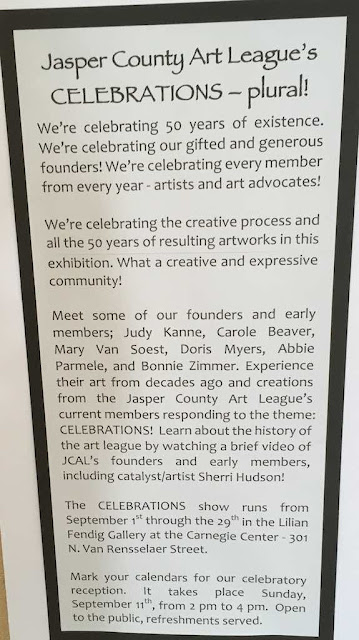 Jasper County Art League's
CELEBRATIONS – plural!
We're celebrating 50 years of existence.
We're celebrating our gifted and generous
founders! We're celebrating every member
from every year - artists and art advocates!
We're celebrating the creative process and
all the 50 years of resulting artworks in this
exhibition. What a creative and expressive
community!
Meet some of our founders and early
members; Judy Kanne, Carole Beaver,
Mary Van Soest, Doris Myers, Abbie
Parmele, and Bonnie Zimmer. Experience
their art from decades ago and creations
from the Jasper County Art League's
current members responding to the theme:
CELEBRATIONS! Learn about the history of
the art league by watching a brief video of
JCAL's founders and early members,
including catalyst/artist Sherri Hudson!
The CELEBRATIONS show runs from
September 1st through the 29th in the Lilian
Fendig Gallery at the Carnegie Center - 301
N. Van Rensselaer Street.
Mark your calendars for our celebratory
reception. It takes place Sunday,
September 11th, from 2 pm to 4 pm. Open
to the public, refreshments served.